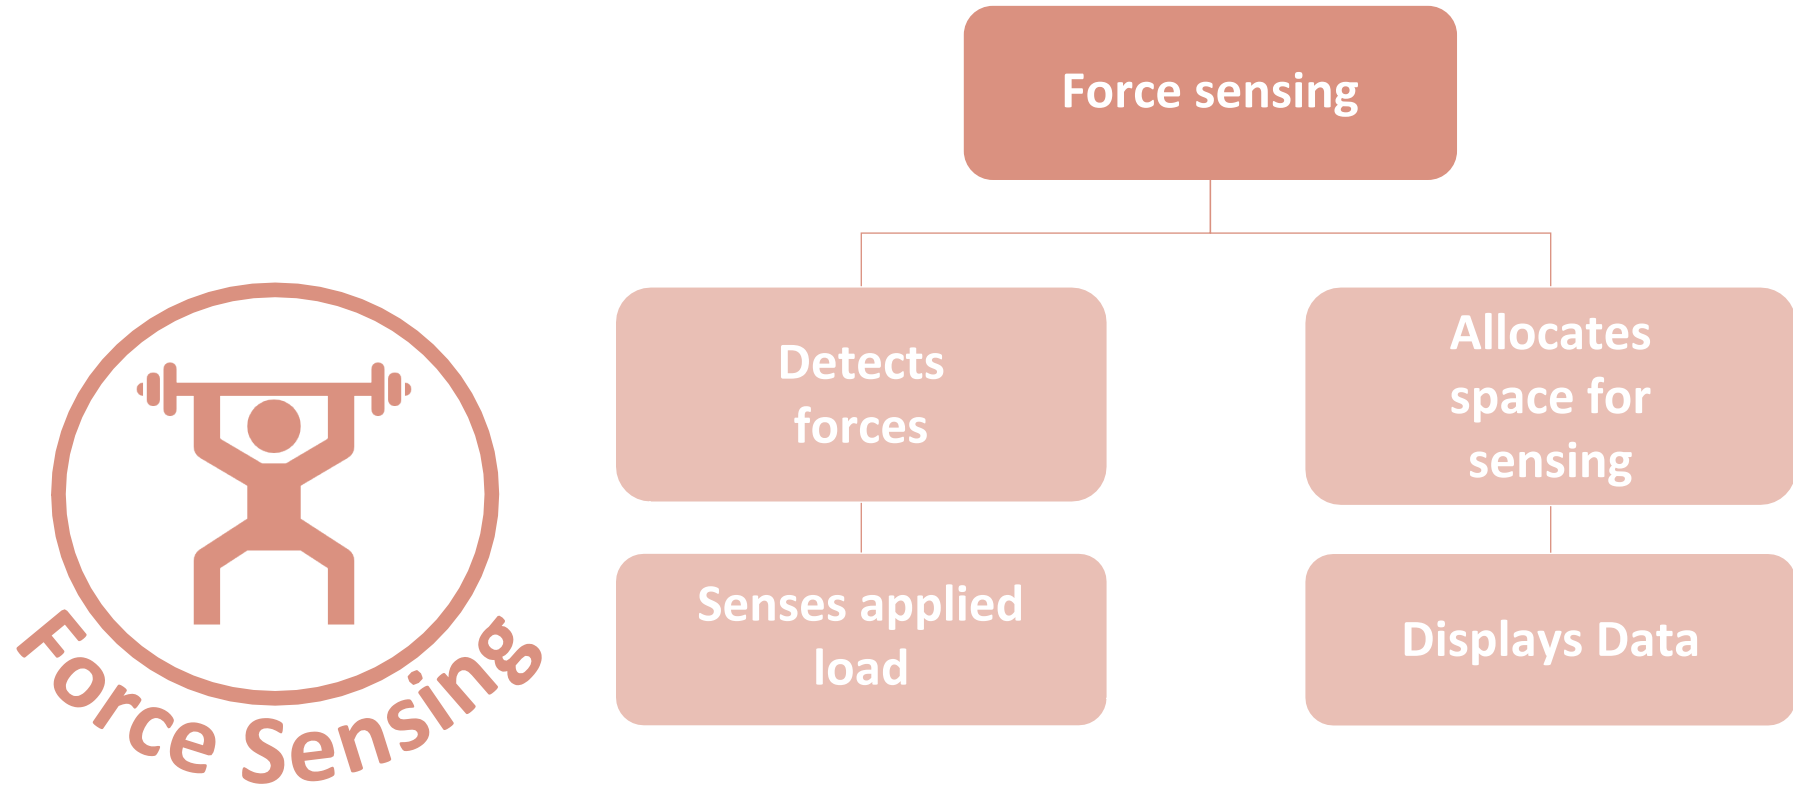 Force sensing
Detects
forces
Allocates
space for
sensing
Senses applied
load
Displays Data
Force Sensing